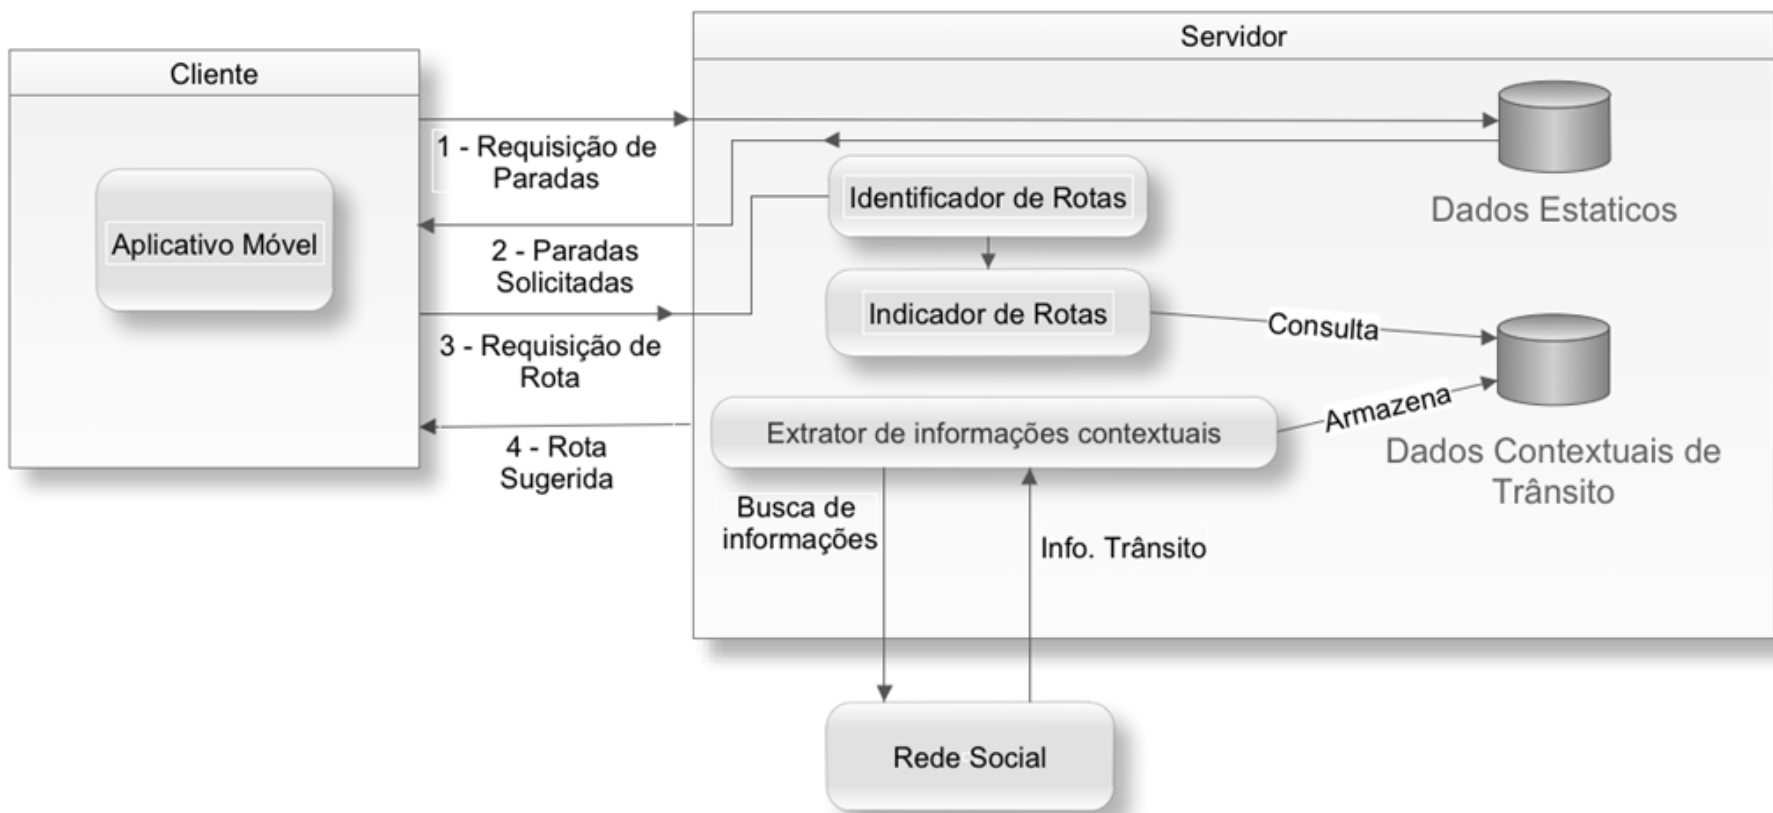 Servidor
Cliente
1 - Requisição de
Paradas
Identificador de Rotas
Dados Estaticos
Aplicativo Móvel
2 - Paradas
Solicitadas
Indicador de Rotas
Consulta
3 - Requisição de
Rota
Armazena
Extrator de informações contextuais
4 - Rota
Sugerida
Dados Contextuais de
Trânsito
Busca de
informações
Info. Trânsito
Rede Social